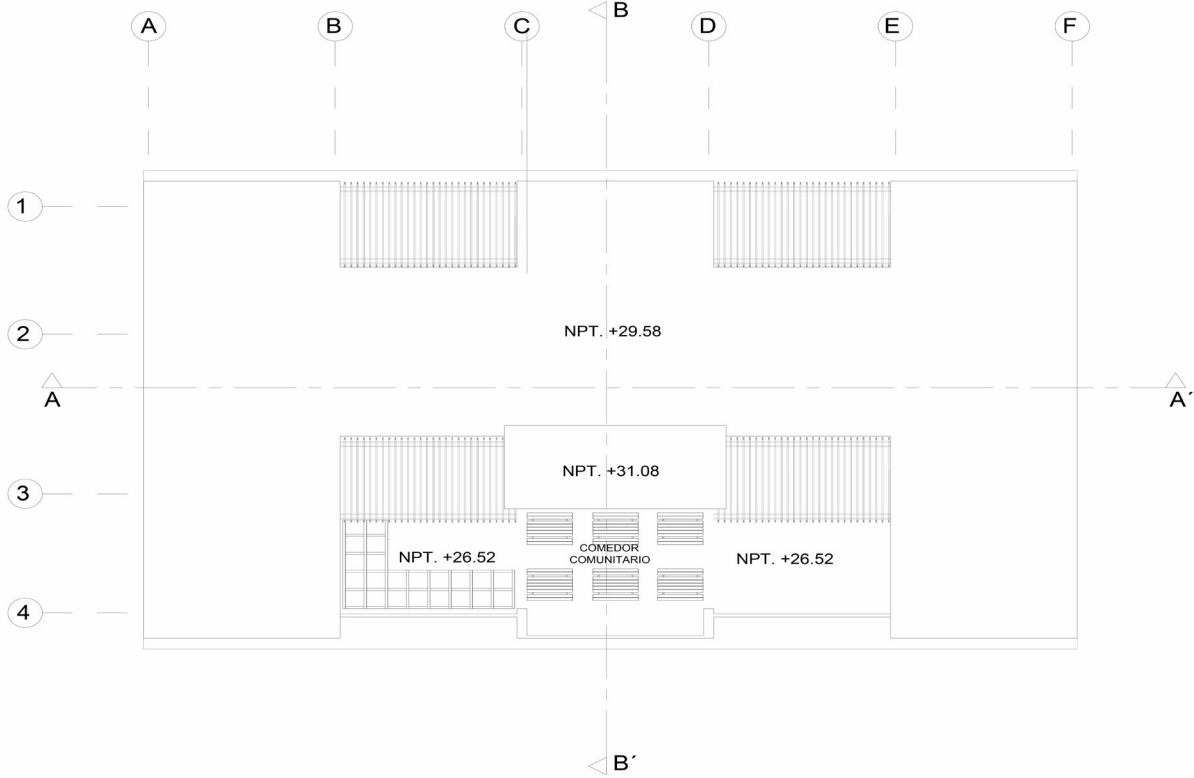 B
A B C D E F
1
2
NPT. +29.58
A A´
NPT. +31.08
3
COMEDOR
COMUNITARIO
NPT. +26.52
NPT. +26.52
4
B´